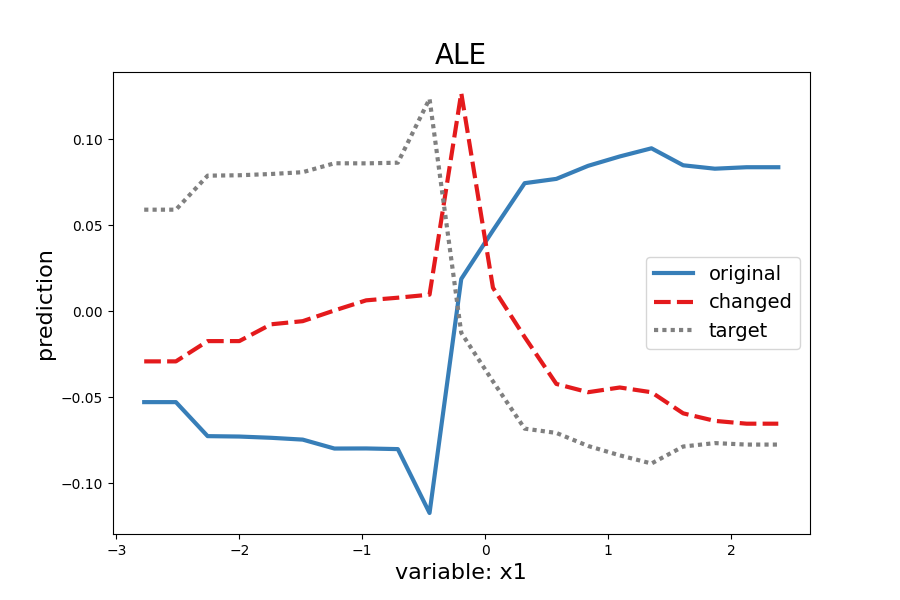 ALE
prediction
0.10
0.05
0.00
−0.05
−0.10
original
changed
target
−3
−2
−1
0
1
2
variable: x1